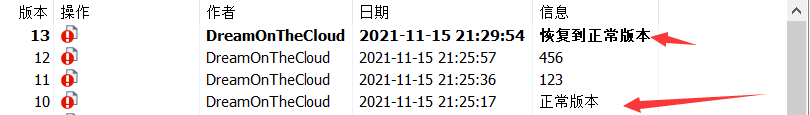 版本 操作 作者 日期 信息
13 DreamOnTheCloud 2021-11-15 21:29:54 恢复到正常版本
12 DreamOnTheCloud 2021-11-15 21:25:57 456
11 DreamOnTheCloud 2021-11-15 21:25:36 123
10 DreamOnTheCloud 2021-11-15 21:25:17 正常版本